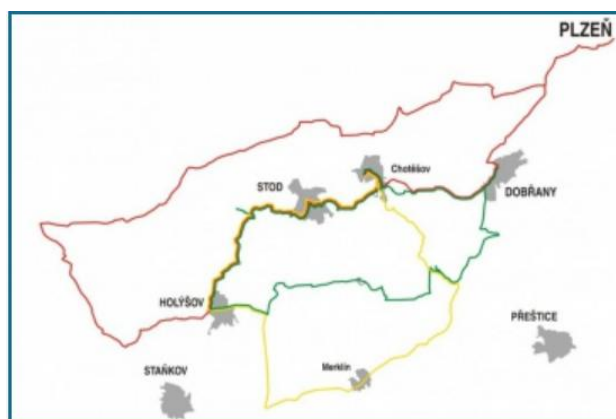 PLZEŇ
Chotěšov
STOD
DOBŘANY
HOLÝŠOV
PŘEŠTICE
Merklín
STAŇKOV